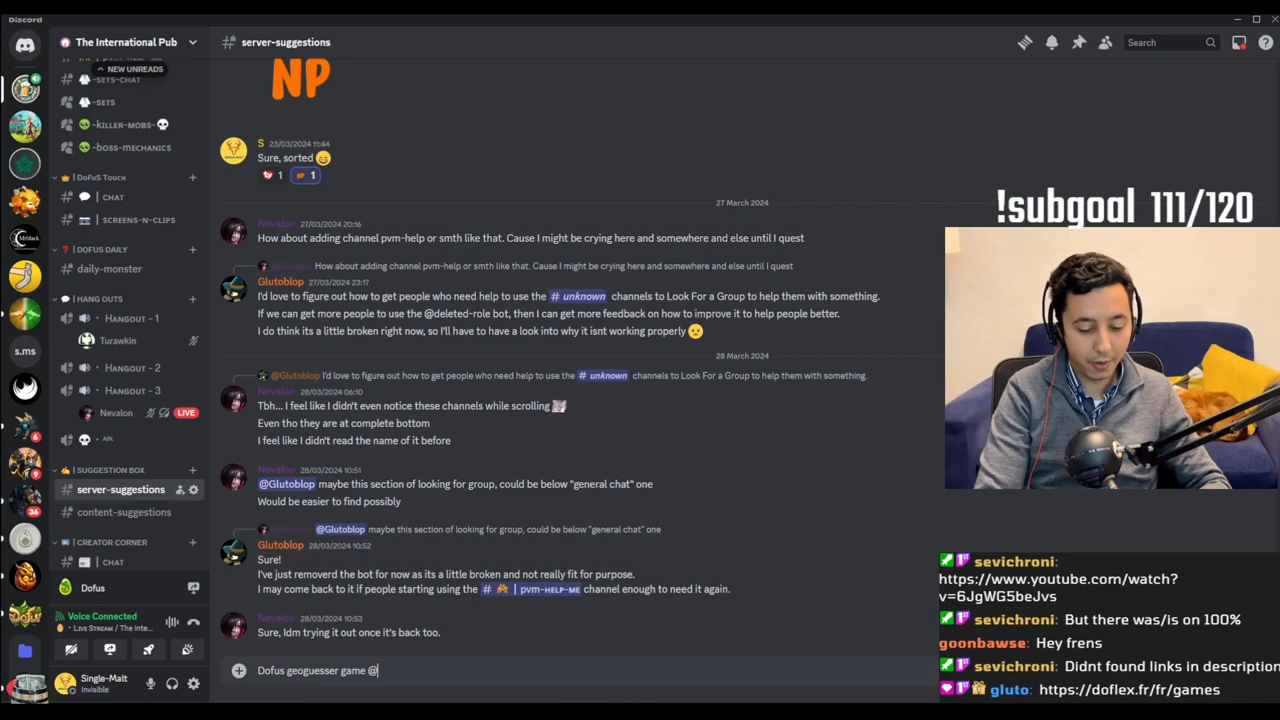 Discord
The International Pub
# server-suggestions
Search
NEW UNREADS
-SETS-CHAT
-SETS
-KILLER-MOBS-
-BOSS-MECHANICS
| DOFUS TOUCH
| CHAT
| SCREENS-N-CLIPS
DOFUS DAILY
daily-monster
| HANG OUTS
HANGOUT - 1
Turawkin
HANGOUT - 2
HANGOUT - 3
Nevalon LIVE
AFK
| SUGGESTION BOX
server-suggestions
content-suggestions
| CREATOR CORNER
| CHAT
Dofus
Voice Connected
Live Stream / The Inte...
Single-Malt
Invisible
Mrblack
s.ms
6
9
36
NP
S 23/03/2024 11:44
Sure, sorted
1 NP 1
27 March 2024
Nevalon 27/03/2024 20:16
How about adding channel pvm-help or smth like that. Cause I might be crying here and somewhere and else until I quest
How about adding channel pvm-help or smth like that. Cause I might be crying here and somewhere and else until I quest
Glutoblop 27/03/2024 23:17
I'd love to figure out how to get people who need help to use the # unknown channels to Look For a Group to help them with something.
If we can get more people to use the @deleted-role bot, then I can get more feedback on how to improve it to help people better.
I do think its a little broken right now, so I'll have to have a look into why it isnt working properly
28 March 2024
@Glutoblop I'd love to figure out how to get people who need help to use the # unknown channels to Look For a Group to help them with something.
Nevalon 28/03/2024 06:10
Tbh... I feel like I didn't even notice these channels while scrolling
Even tho they are at complete bottom
I feel like I didn't read the name of it before
Nevalon 28/03/2024 10:51
@Glutoblop maybe this section of looking for group, could be below "general chat" one
Would be easier to find possibly
@Glutoblop maybe this section of looking for group, could be below "general chat" one
Glutoblop 28/03/2024 10:52
Sure!
I've just removerd the bot for now as its a little broken and not really fit for purpose.
I may come back to it if people starting using the # | PVM-HELP-ME channel enough to need it again.
Nevalon 28/03/2024 10:53
Sure, Idm trying it out once it's back too.
Dofus geoguesser game @
!subgoal 111/120
sevichroni:
https://www.youtube.com/watch?
v=6JgWG5beJvs
sevichroni: But there was/Is on 100%
goonbawse: Hey frens
sevichroni: Didnt found links in description
gluto: https://doflex.fr/fr/games